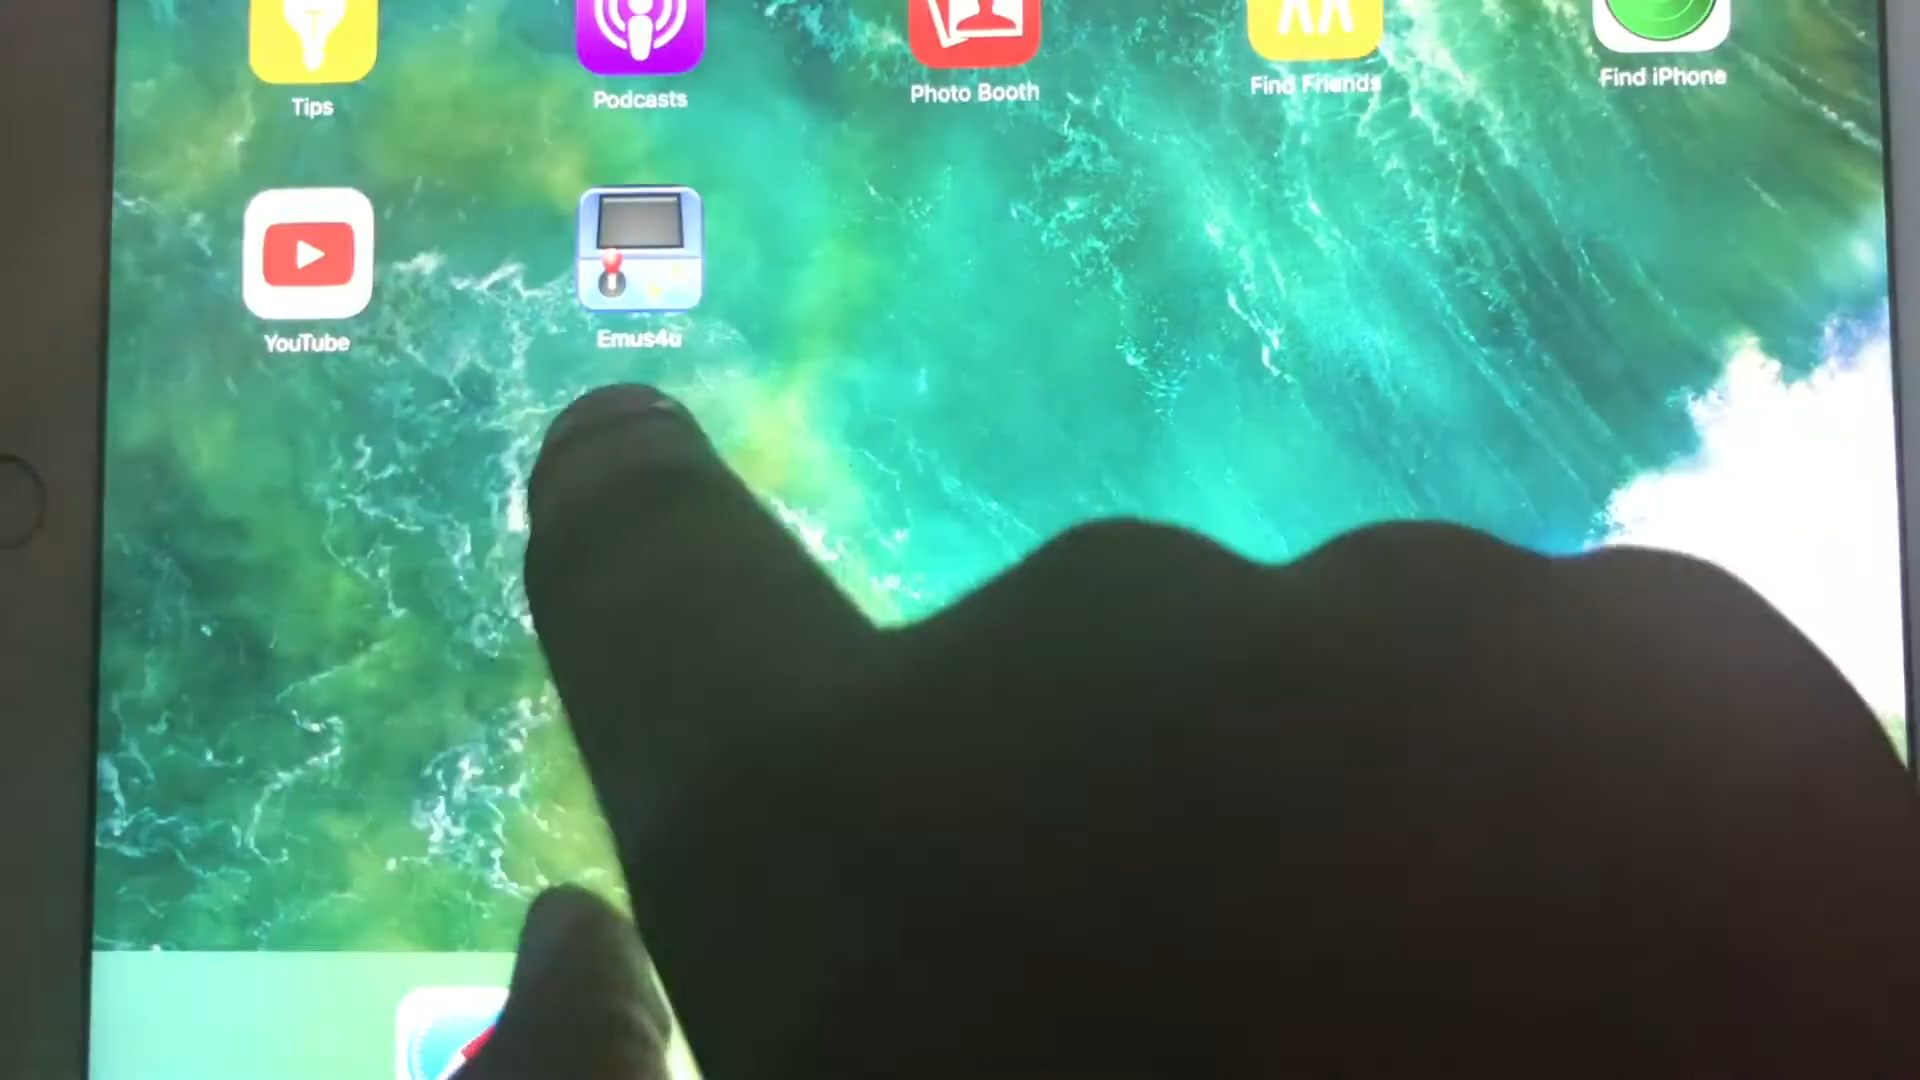 Tips
Podcasts
Photo Booth
Find Friends
Find iPhone
YouTube
Emus4u